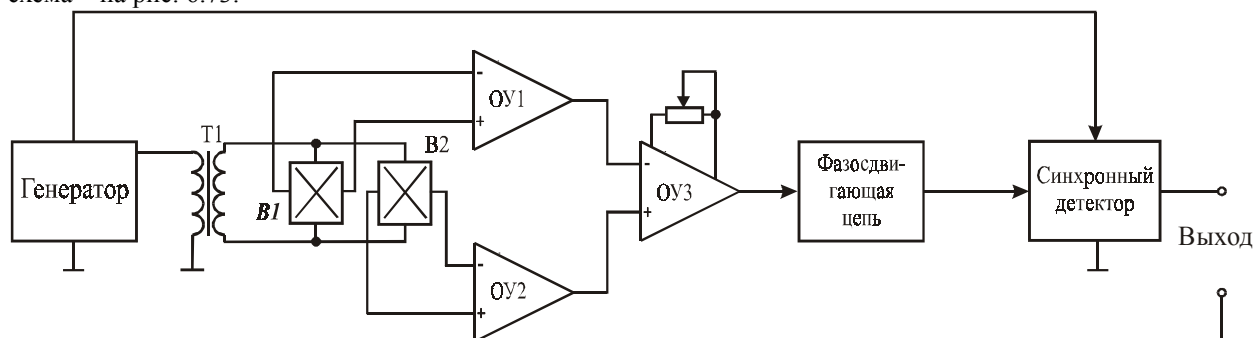 схема – на рис. 6.73.
T1
Генератор
B1
B2
-
ОУ1
+
-
ОУ2
+
-
ОУ3
+
Фазосдви-
гающая
цепь
Синхронный
детектор
Выход